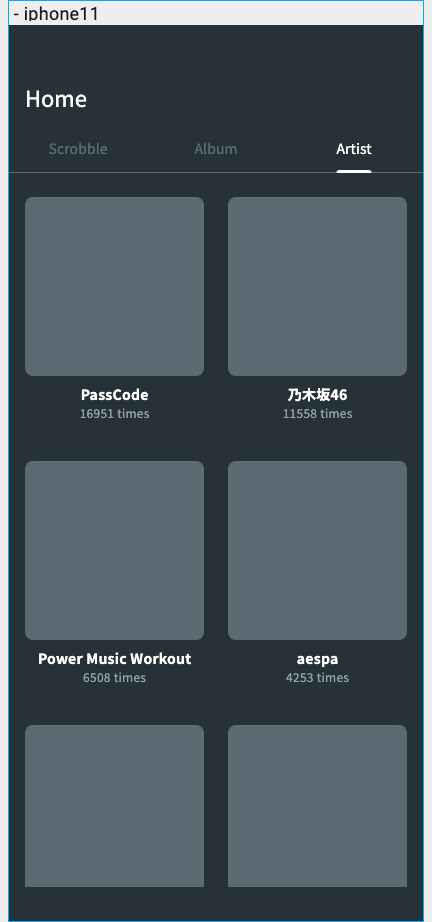 - iphone11
Home
Scrobble
Album
Artist
PassCode
16951 times
乃木坂46
11558 times
Power Music Workout
6508 times
aespa
4253 times